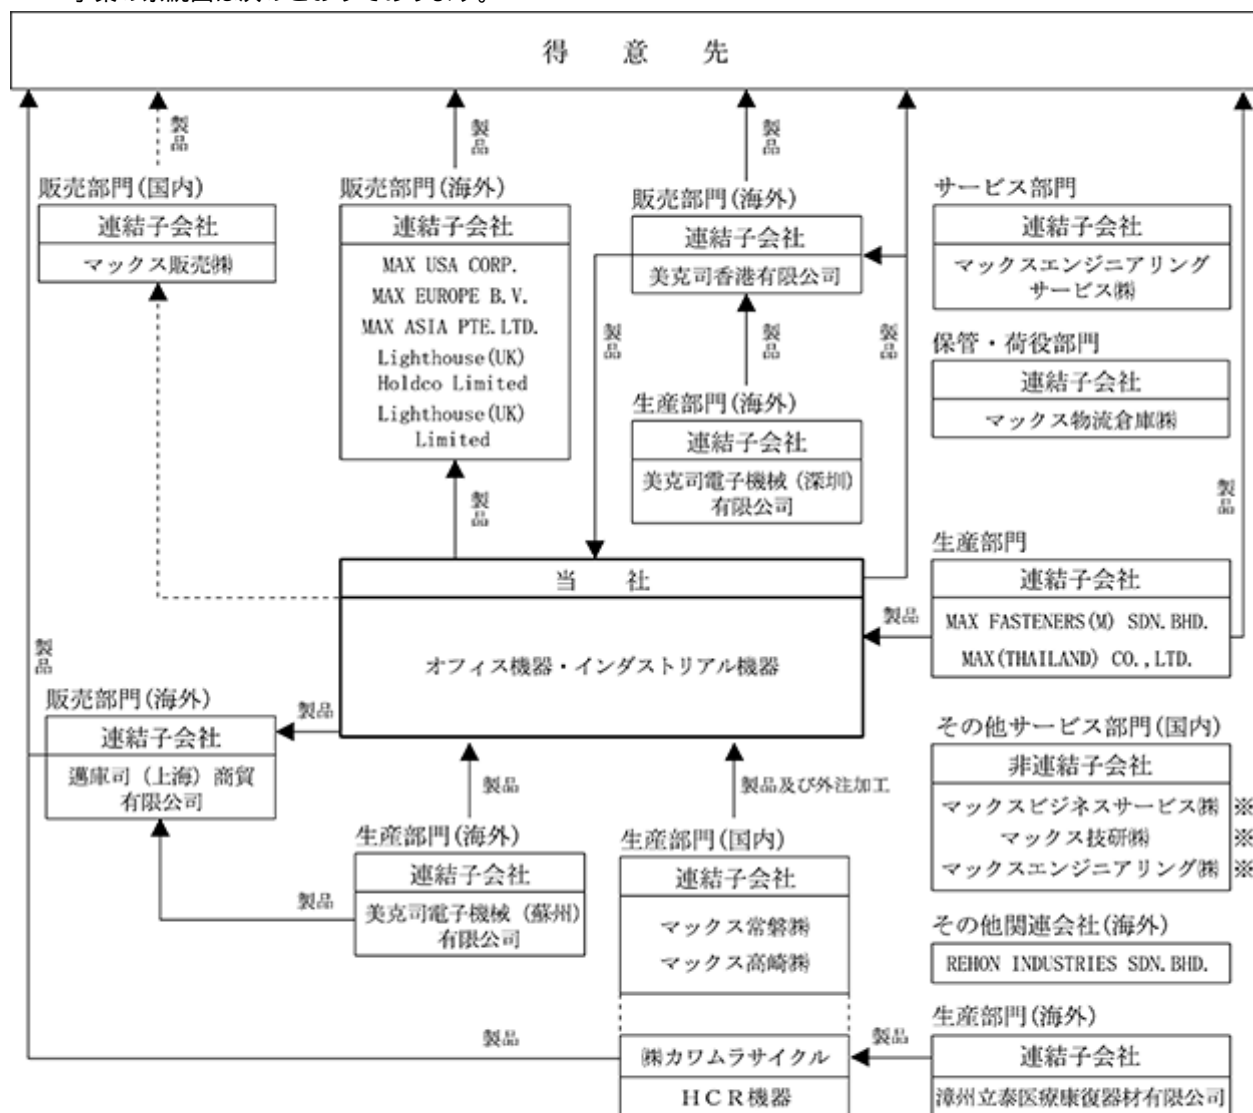 得 意 先
製品
製品
製品
販売部門(国内)
連結子会社
マックス販売㈱
販売部門(海外)
連結子会社
MAX USA CORP.
MAX EUROPE B.V.
MAX ASIA PTE.LTD.
Lighthouse(UK)
Holdco Limited
Lighthouse(UK)
Limited
販売部門(海外)
連結子会社
美克司香港有限公司
サービス部門
連結子会社
マックスエンジニアリング
サービス㈱
製品
製品
製品
保管・荷役部門
連結子会社
マックス物流倉庫㈱
生産部門(海外)
連結子会社
美克司電子機械（深圳）
有限公司
製品
製品
当 社
オフィス機器・インダストリアル機器
生産部門
連結子会社
MAX FASTENERS(M) SDN.BHD.
MAX(THAILAND) CO.,LTD.
製品
製品
販売部門(海外)
連結子会社
邁庫司（上海）商貿
有限公司
製品
製品
製品及び外注加工
その他サービス部門(国内)
非連結子会社
マックスビジネスサービス㈱ ※
マックス技研㈱ ※
マックスエンジニアリング㈱ ※
生産部門(海外)
連結子会社
美克司電子機械（蘇州）
有限公司
製品
生産部門(国内)
連結子会社
マックス常磐㈱
マックス高崎㈱
その他関連会社(海外)
REHON INDUSTRIES SDN.BHD.
製品
㈱カワムラサイクル
ＨＣＲ機器
製品
生産部門(海外)
連結子会社
漳州立泰医療康復器材有限公司